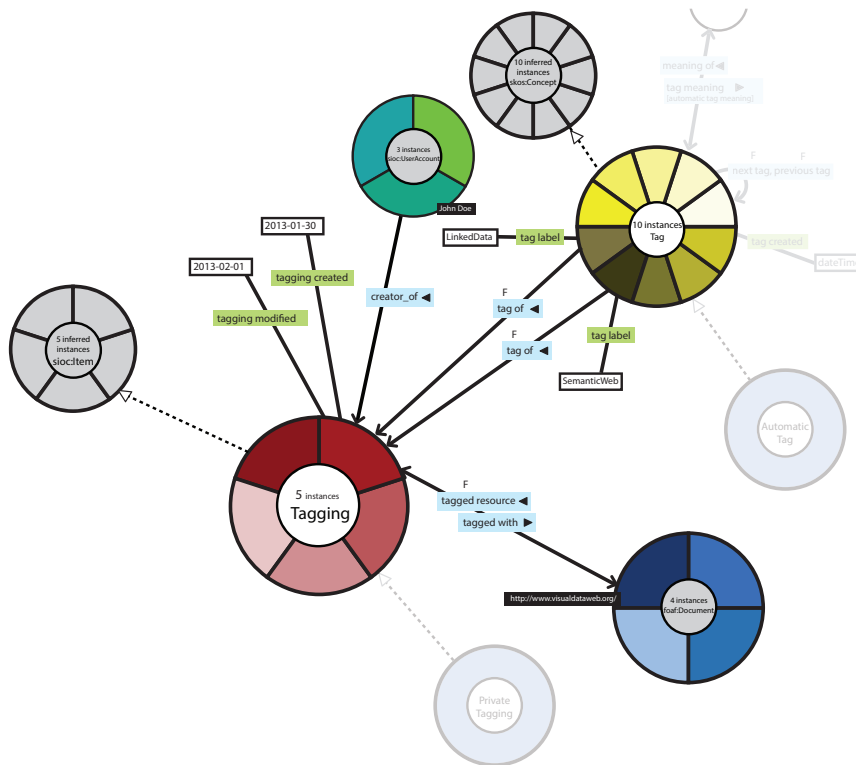 meaning of ◀
tag meaning ▶
[automatic tag meaning]
10 inferred
instances
skos:Concept
3 instances
sioc:UserAccount
John Doe
F F
next tag, previous tag
10 instances
Tag
2013-01-30
LinkedData
tag label
tag created
dateTime
2013-02-01
tagging created
creator_of ◀
F
tag of ◀
tagging modified
F
tag of ◀
tag label
5 inferred
instances
sioc:Item
SemanticWeb
Automatic
Tag
5 instances
Tagging
F
tagged resource ◀
tagged with ▶
http://www.visualdataweb.org/
4 instances
foaf:Document
Private
Tagging